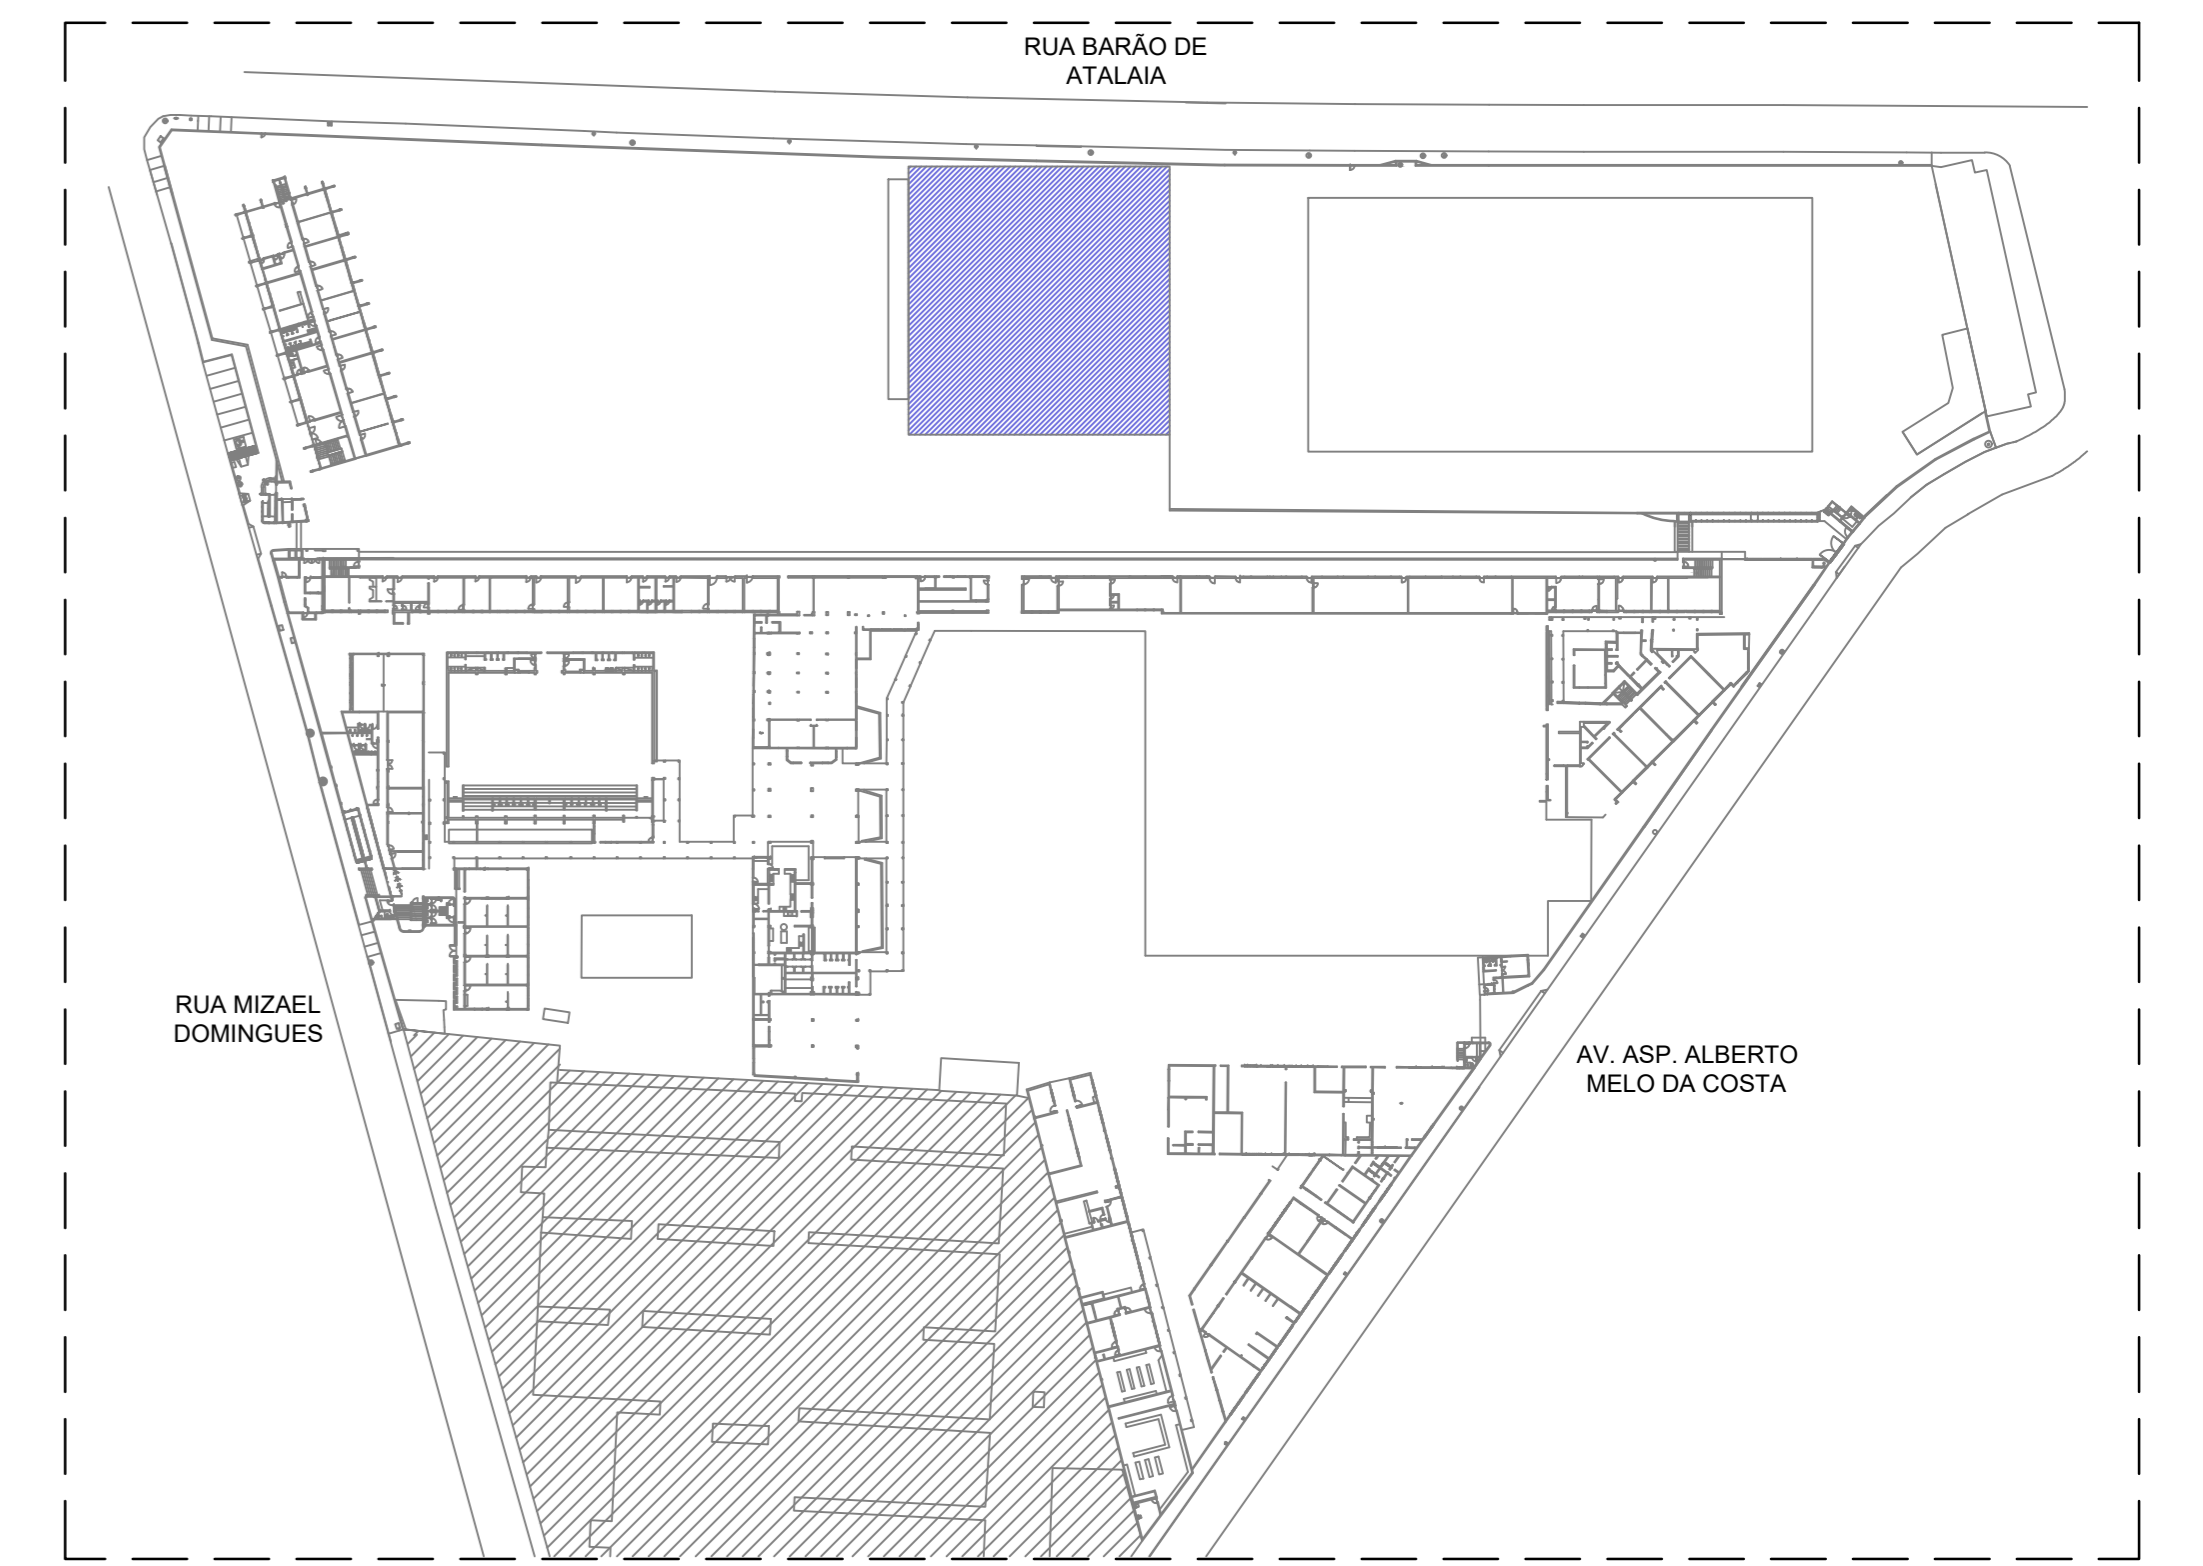 RUA BARÃO DE
ATALAIA
RUA MIZAEL
DOMINGUES
AV. ASP. ALBERTO
MELO DA COSTA